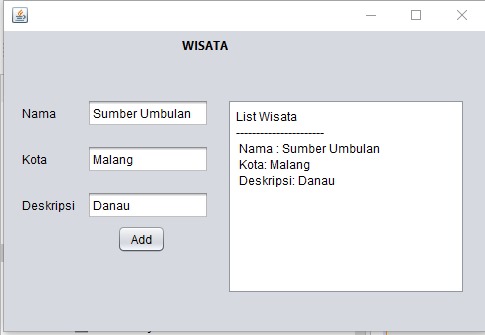 WISATA
Nama
Sumber Umbulan
Kota
Malang
Deskripsi
Danau
Add
List Wisata
----------------------
Nama : Sumber Umbulan
Kota: Malang
Deskripsi: Danau